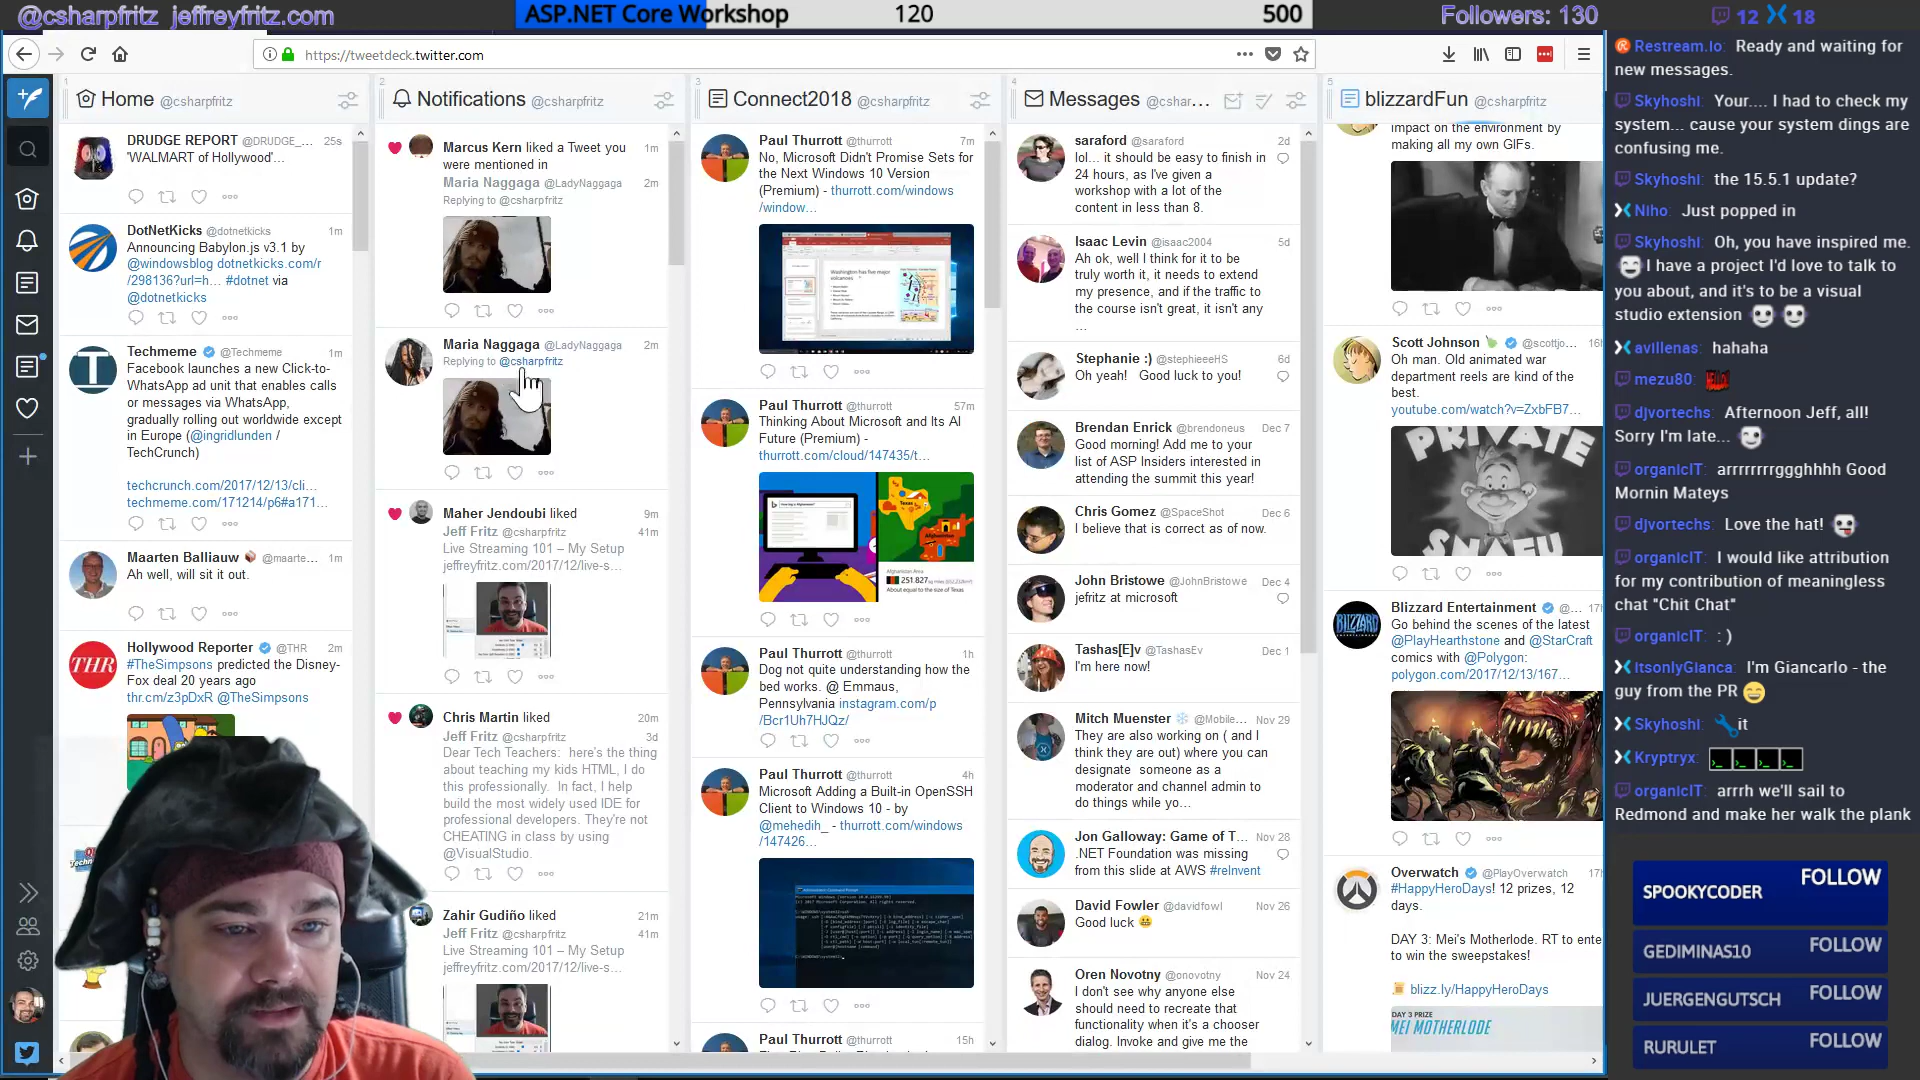 @csharpfritz jeffreyfritz.com
ASP.NET Core Workshop 120 500
Followers: 130
12 18
https://tweetdeck.twitter.com
1
Home @csharpfritz
DRUDGE REPORT @DRUDGE_... 25s
'WALMART of Hollywood'...
DotNetKicks @dotnetkicks 1m
Announcing Babylon.js v3.1 by
@windowsblog dotnetkicks.com/r
/298136?url=h... #dotnet via
@dotnetkicks
Techmeme @Techmeme 1m
Facebook launches a new Click-to-
WhatsApp ad unit that enables calls
or messages via WhatsApp,
gradually rolling out worldwide except
in Europe (@ingridlunden /
TechCrunch)
techcrunch.com/2017/12/13/cli...
techmeme.com/171214/p6#a171...
Maarten Balliauw @maarte... 1m
Ah well, will sit it out.
Hollywood Reporter @THR 2m
#TheSimpsons predicted the Disney-
Fox deal 20 years ago
thr.cm/z3pDxR @TheSimpsons
2
Notifications @csharpfritz
Marcus Kern liked a Tweet you 1m
were mentioned in
Maria Naggaga @LadyNaggaga 2m
Replying to @csharpfritz
Maria Naggaga @LadyNaggaga 2m
Replying to @csharpfritz
Maher Jendoubi liked 9m
Jeff Fritz @csharpfritz 41m
Live Streaming 101 – My Setup
jeffreyfritz.com/2017/12/live-s...
Chris Martin liked 20m
Jeff Fritz @csharpfritz 3d
Dear Tech Teachers: here's the thing
about teaching my kids HTML, I do
this professionally. In fact, I help
build the most widely used IDE for
professional developers. They're not
CHEATING in class by using
@VisualStudio.
Zahir Gudiño liked 21m
Jeff Fritz @csharpfritz 41m
Live Streaming 101 – My Setup
jeffreyfritz.com/2017/12/live-s...
3
Connect2018 @csharpfritz
Paul Thurrott @thurrott 7m
No, Microsoft Didn't Promise Sets for
the Next Windows 10 Version
(Premium) - thurrott.com/windows
/window...
Washington has five major
volcanoes
Paul Thurrott @thurrott 57m
Thinking About Microsoft and Its AI
Future (Premium) -
thurrott.com/cloud/147435/t...
Texas
Afghanistan
Afghanistan Area
251.827
About equal to the size of Texas
Paul Thurrott @thurrott 1h
Dog not quite understanding how the
bed works. @ Emmaus,
Pennsylvania instagram.com/p
/Bcr1Uh7HJQz/
Paul Thurrott @thurrott 4h
Microsoft Adding a Built-in OpenSSH
Client to Windows 10 - by
@mehedih_ - thurrott.com/windows
/147426...
Paul Thurrott @thurrott 15h
4
Messages @cshar...
saraford @saraford 2d
lol... it should be easy to finish in
24 hours, as I've given a
workshop with a lot of the
content in less than 8.
Isaac Levin @isaac2004 5d
Ah ok, well I think for it to be
truly worth it, it needs to extend
my presence, and if the traffic to
the course isn't great, it isn't any
...
Stephanie :) @stephieeeHS 6d
Oh yeah! Good luck to you!
Brendan Enrick @brendoneus Dec 7
Good morning! Add me to your
list of ASP Insiders interested in
attending the summit this year!
Chris Gomez @SpaceShot Dec 6
I believe that is correct as of now.
John Bristowe @JohnBristowe Dec 4
jefritz at microsoft
Tashas[E]v @TashasEv Dec 1
I'm here now!
Mitch Muenster @Mobile... Nov 29
They are also working on ( and I
think they are out) where you can
designate someone as a
moderator and channel admin to
do things while yo...
Jon Galloway: Game of T... Nov 28
.NET Foundation was missing
from this slide at AWS #reInvent
David Fowler @davidfowl Nov 26
Good luck
Oren Novotny @onovotny Nov 24
I don't see why anyone else
should need to recreate that
functionality when it's a chooser
dialog. Invoke and give me the
5
blizzardFun @csharpfritz
impact on the environment by
making all my own GIFs.
Scott Johnson @scottjo... 16h
Oh man. Old animated war
department reels are kind of the
best.
youtube.com/watch?v=ZxbFB7...
PRIVATE
SNAFU
Blizzard Entertainment @... 17h
Go behind the scenes of the latest
@PlayHearthstone and @StarCraft
comics with @Polygon:
polygon.com/2017/12/13/167...
BLIZZARD
Overwatch @PlayOverwatch 17h
#HappyHeroDays! 12 prizes, 12
days.
DAY 3: Mei's Motherlode. RT to ente
to win the sweepstakes!
blizz.ly/HappyHeroDays
DAY 3 PRIZE
MEI MOTHERLODE
Restream.Io: Ready and waiting for
new messages.
Skyhoshi: Your.... I had to check my
system... cause your system dings are
confusing me.
Skyhoshi: the 15.5.1 update?
Niho: Just popped in
Skyhoshi: Oh, you have inspired me.
I have a project I'd love to talk to
you about, and it's to be a visual
studio extension
avillenas: hahaha
mezu80: HELLO
djvortechs: Afternoon Jeff, all!
Sorry I'm late...
organicIT: arrrrrrrrggghhhh Good
Mornin Mateys
djvortechs: Love the hat!
organicIT: I would like attribution
for my contribution of meaningless
chat "Chit Chat"
organicIT: : )
ItsonlyGianca: I'm Giancarlo - the
guy from the PR
Skyhoshi: it
Kryptryx:
organicIT: arrrh we'll sail to
Redmond and make her walk the plank
SPOOKYCODER FOLLOW
GEDIMINAS10 FOLLOW
JUERGENGUTSCH FOLLOW
RURULET FOLLOW